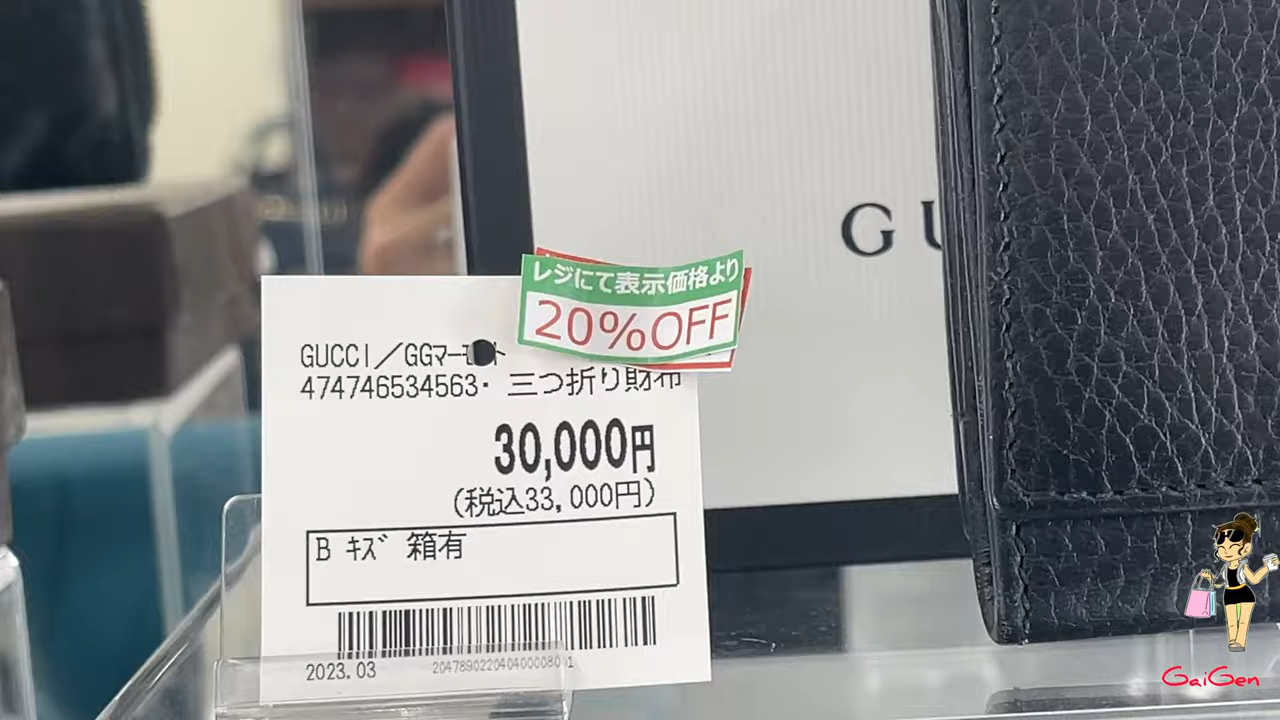 GU
レジにて表示価格より
20%OFF
GUCCI/GGマーモト
474746534563· 三つ折り財布
30,000円
(税込33,000円)
B キズ 箱有
2023.03
GaiGen